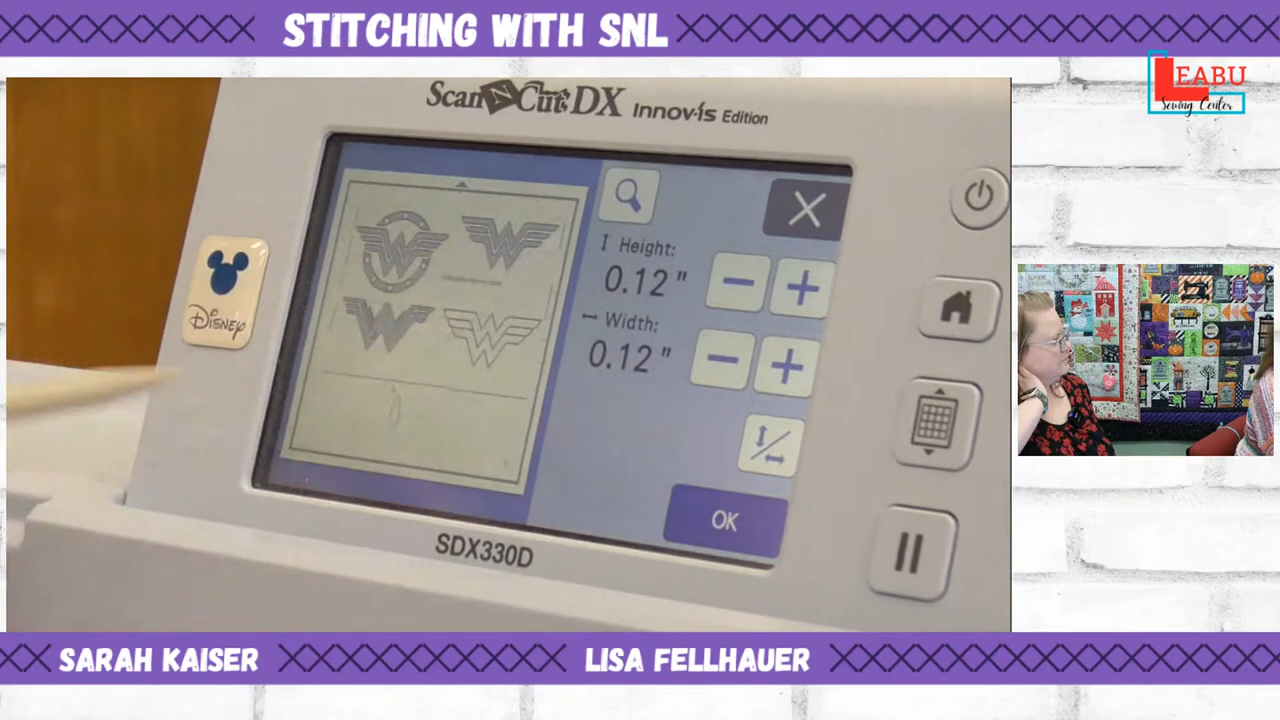 STITCHING WITH SNL
LEABU
Sewing Center
ScanNCut DX Innov-ís Edition
Height:
0.12 "
Width:
0.12 "
OK
Disney
SDX330D
SARAH KAISER
LISA FELLHAUER